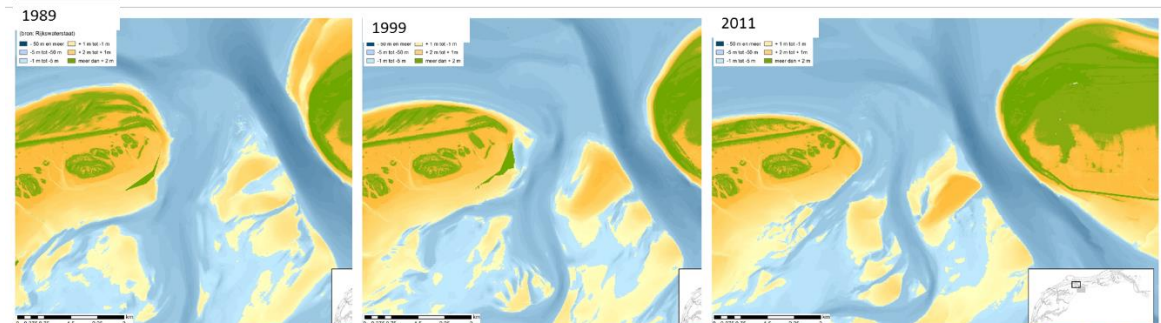 1989
(bron: Rijkswaterstaat)
- 50 m en meer
+ 1 m tot -1 m
-5 m tot -50 m
+ 2 m tot + 1m
-1 m tot -5 m
meer dan + 2 m
km
1999
- 50 m en meer
+ 1 m tot -1 m
-5 m tot -50 m
+ 2 m tot + 1m
-1 m tot -5 m
meer dan + 2 m
km
2011
- 50 m en meer
+ 1 m tot -1 m
-5 m tot -50 m
+ 2 m tot + 1m
-1 m tot -5 m
meer dan + 2 m
km